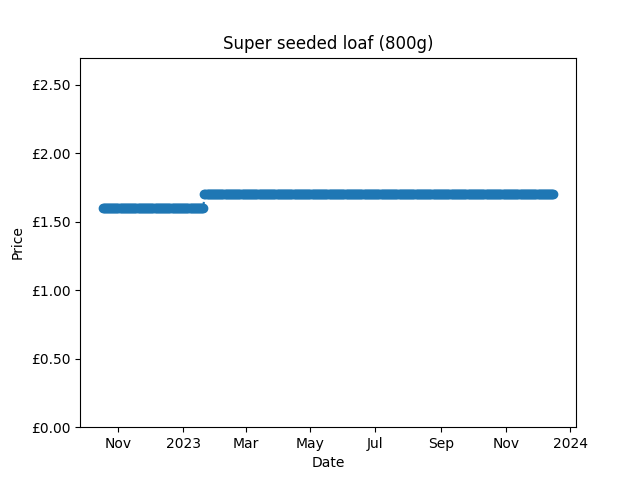 Super seeded loaf (800g)
£2.50
£2.00
£1.50
£1.00
£0.50
£0.00
Price
Nov 2023 Mar May Jul Sep Nov 2024
Date